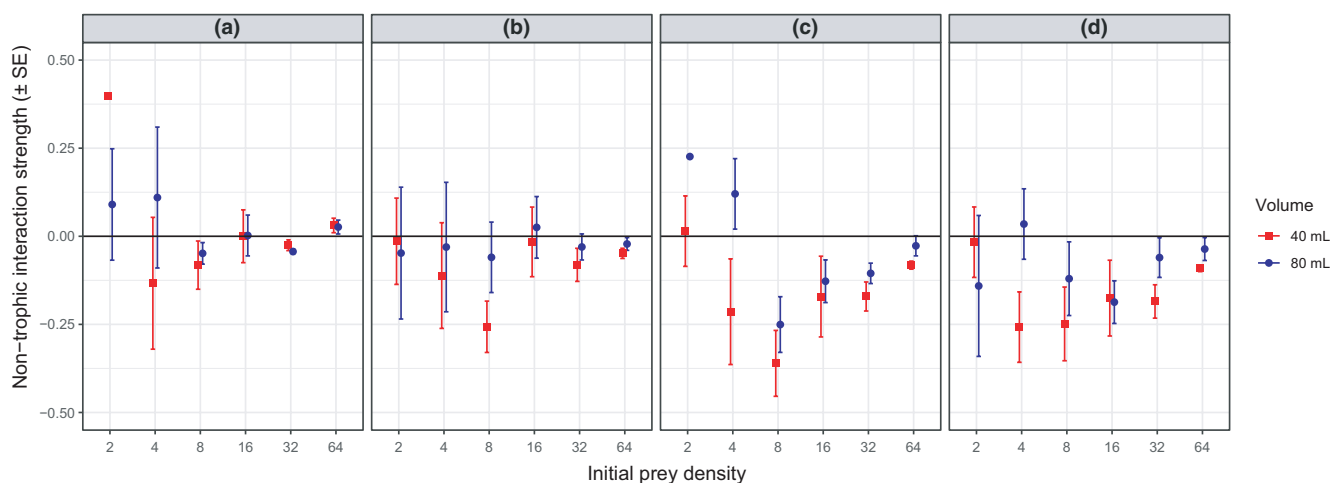 (a) (b) (c) (d)
Non-trophic interaction strength (± SE)
0.50
0.25
0.00
−0.25
−0.50
2 4 8 16 32 64 2 4 8 16 32 64 2 4 8 16 32 64 2 4 8 16 32 64
Initial prey density
Volume
40 mL
80 mL